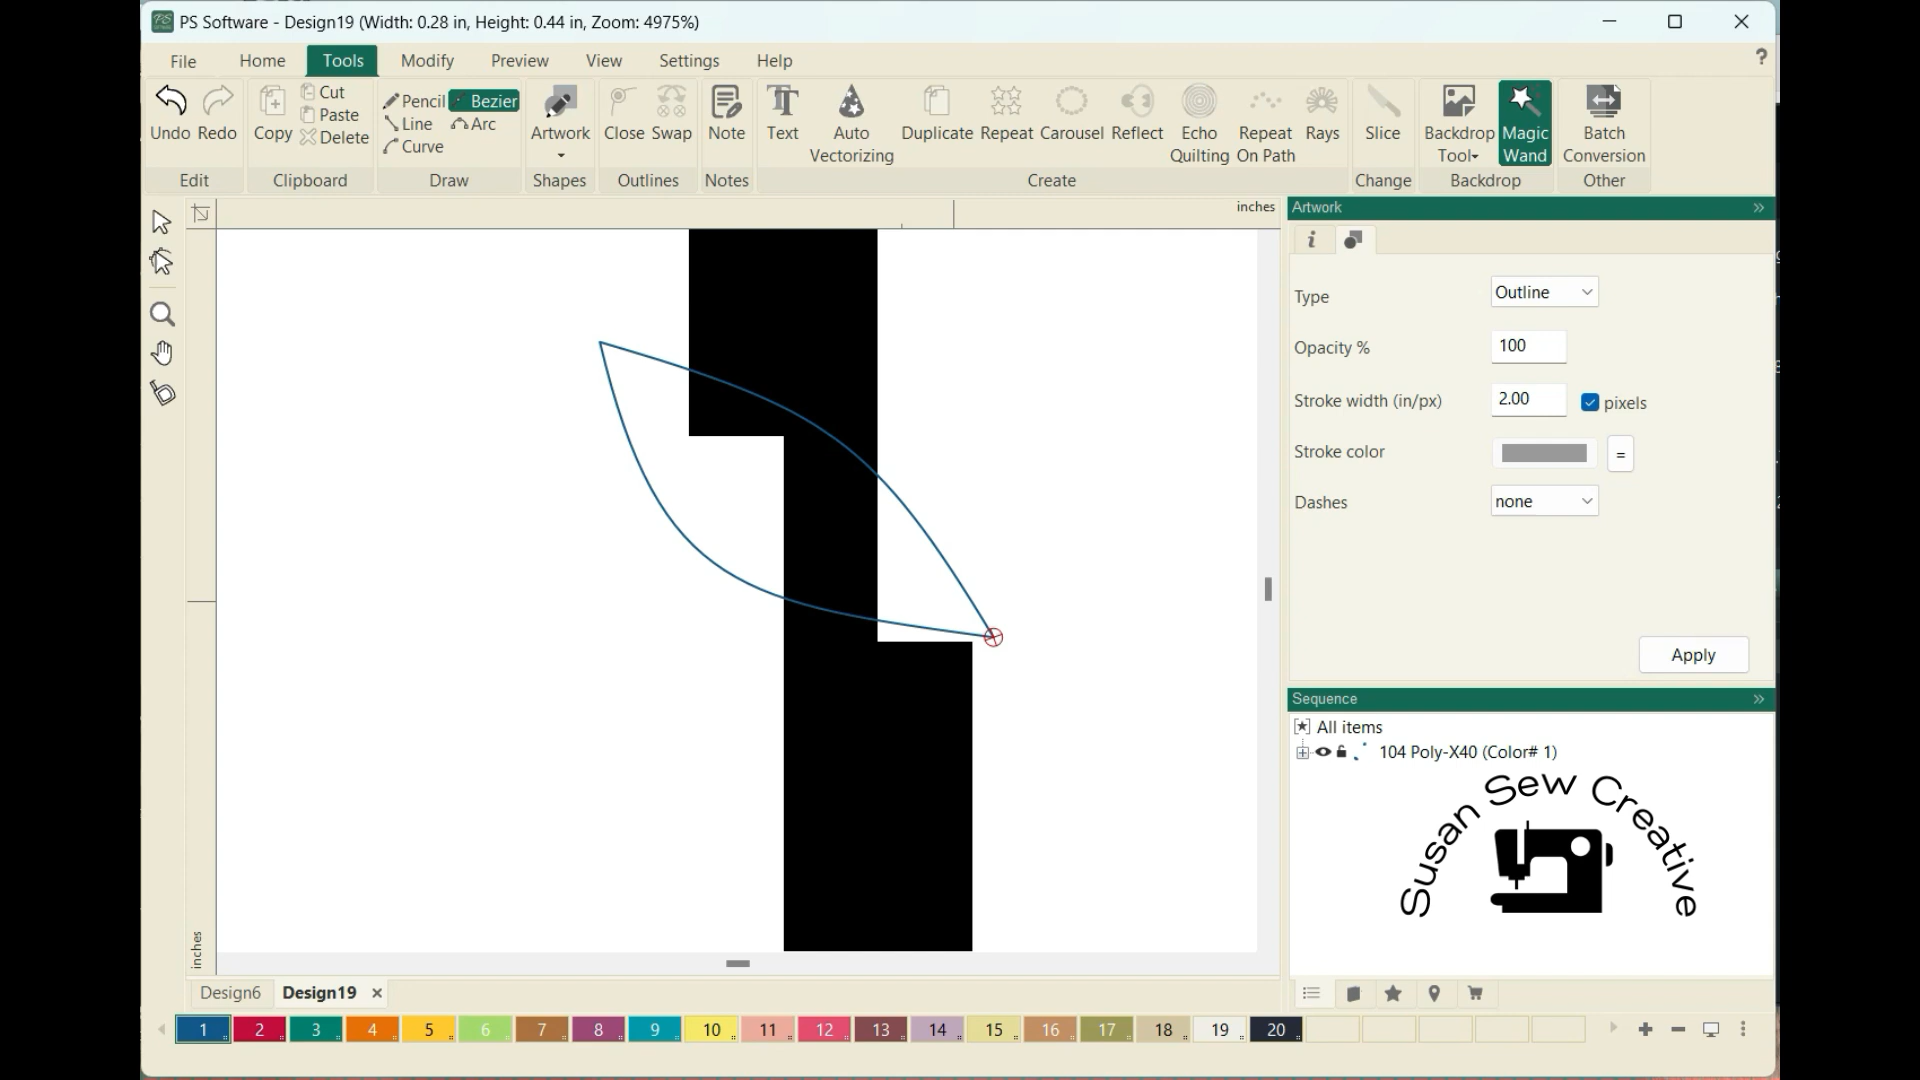 PS Software - Design19 (Width: 0.28 in, Height: 0.44 in, Zoom: 4975%)
File Home Tools Modify Preview View Settings Help ?
Undo Redo
Edit
Copy
Cut
Paste
Delete
Clipboard
Pencil Bezier
Line Arc
Curve
Draw
Artwork
Shapes
Close Swap
Outlines
Note
Notes
Text
Auto
Vectorizing
Duplicate
Repeat
Carousel
Reflect
Echo
Quilting
Repeat
On Path
Rays
Create
Slice
Change
Backdrop
Tool
Magic
Wand
Backdrop
Batch
Conversion
Other
inches
inches
Artwork
Type Outline
Opacity % 100
Stroke width (in/px) 2.00 pixels
Stroke color =
Dashes none
Apply
Sequence
All items
104 Poly-X40 (Color# 1)
Susan Sew Creative
Design6 Design19
1 2 3 4 5 6 7 8 9 10 11 12 13 14 15 16 17 18 19 20